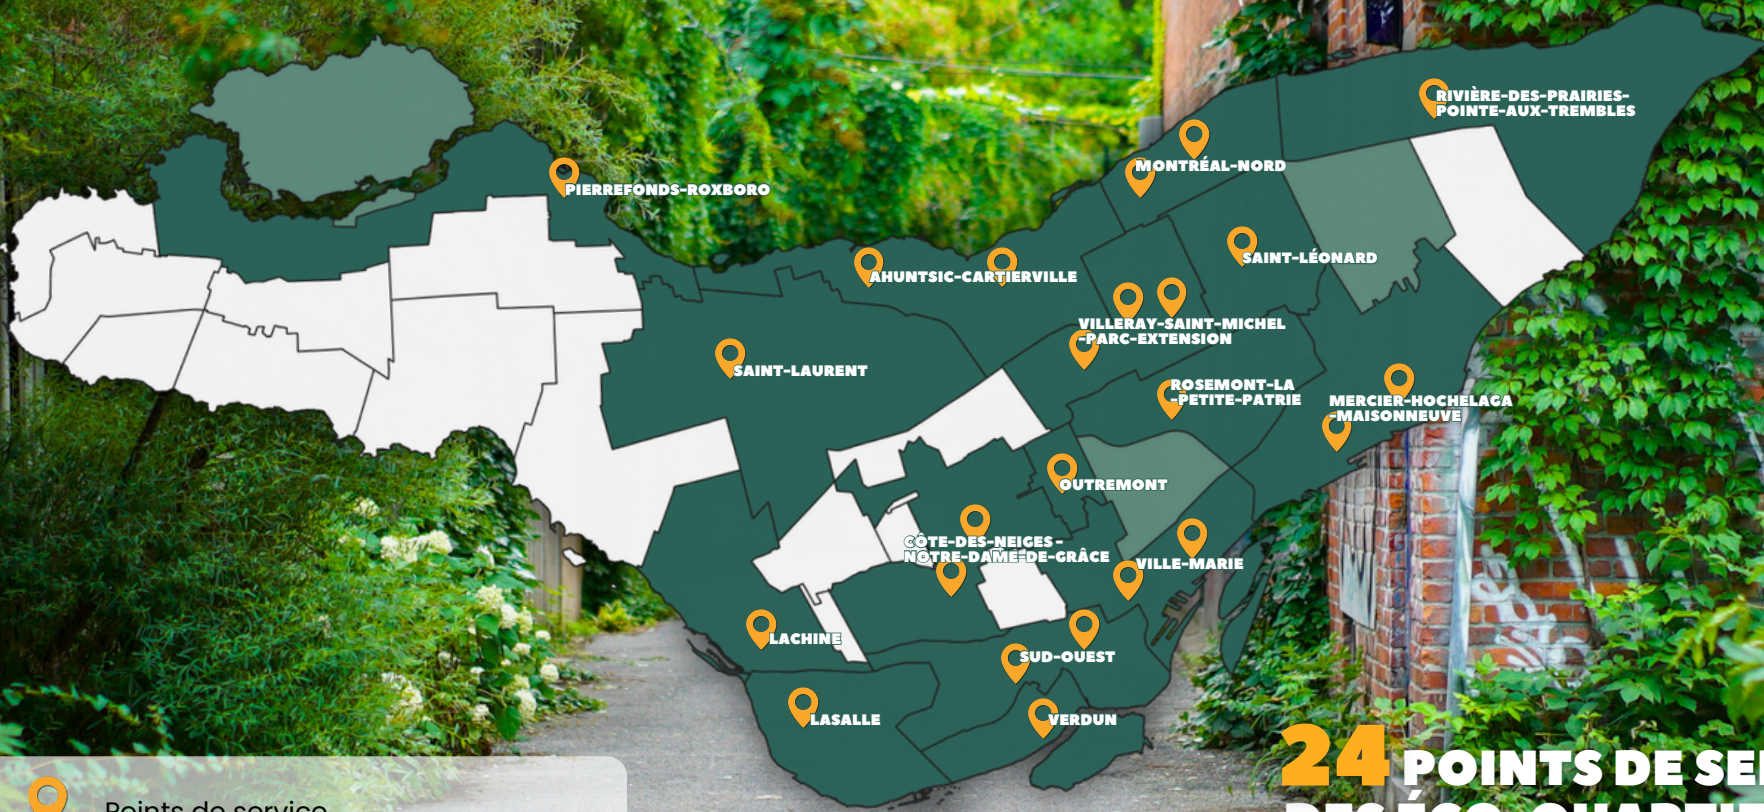 RIVIÈRE-DES-PRAIRIES-
POINTE-AUX-TREMBLES
MONTRÉAL-NORD
PIERREFONDS-ROXBORO
SAINT-LÉONARD
AHUNTSIC-CARTIERVILLE
VILLERAY-SAINT-MICHEL
-PARC-EXTENSION
SAINT-LAURENT
ROSEMONT-LA
-PETITE-PATRIE
MERCIER-HOCHELAGA
-MAISONNEUVE
OUTREMONT
CÔTE-DES-NEIGES-
NOTRE-DAME-DE-GRÂCE
VILLE-MARIE
LACHINE
SUD-OUEST
LASALLE
VERDUN
24 POINTS DE SE
Points de service